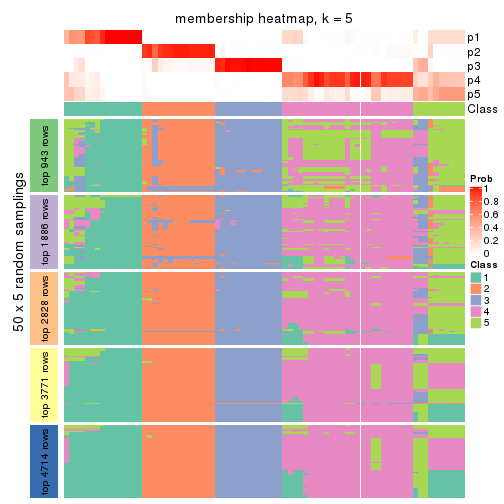 membership heatmap, k = 5
p1
p2
p3
p4
p5
Class
50 x 5 random samplings
top 943 rows
top 1886 rows
top 2828 rows
top 3771 rows
top 4714 rows
Prob
1
0.8
0.6
0.4
0.2
0
Class
1
2
3
4
5